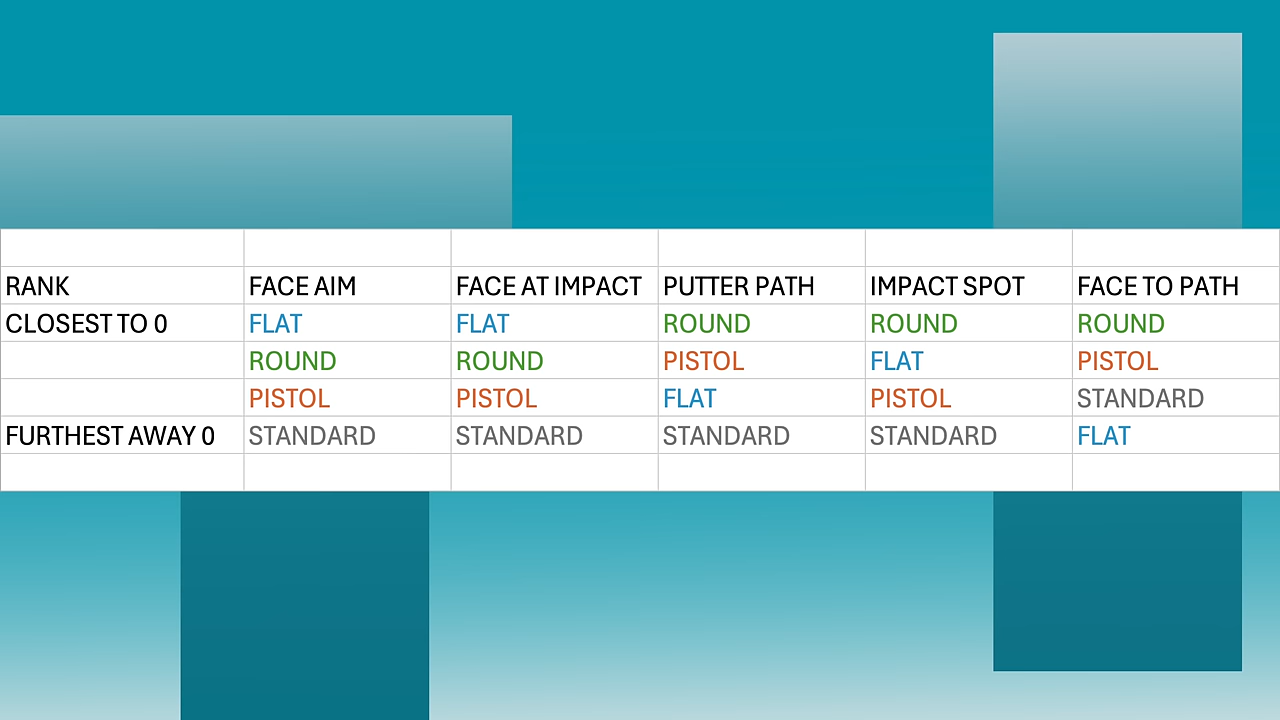 RANK FACE AIM FACE AT IMPACT PUTTER PATH IMPACT SPOT FACE TO PATH
CLOSEST TO 0 FLAT FLAT ROUND ROUND ROUND
ROUND ROUND PISTOL FLAT PISTOL
PISTOL PISTOL FLAT PISTOL STANDARD
FURTHEST AWAY 0 STANDARD STANDARD STANDARD STANDARD FLAT